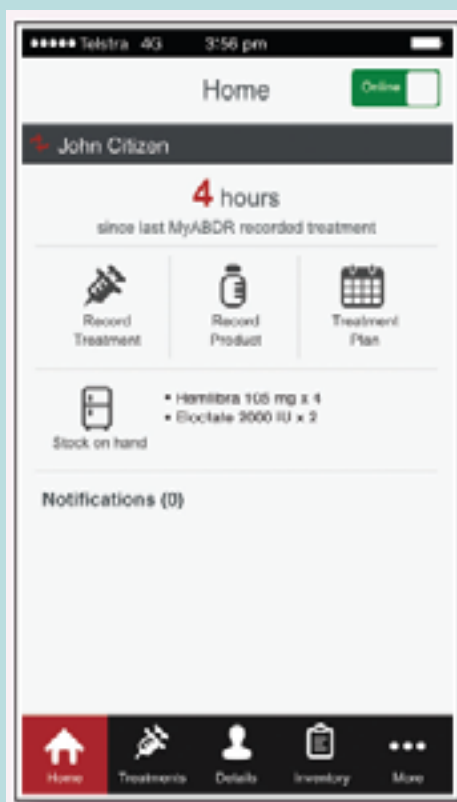 Telstra 4G 3:56 pm
Home
Online
John Citizen
4 hours
since last MyABDR recorded treatment
Record Treatment
Record Product
Treatment Plan
Stock on hand
• Hemlibra 105 mg x 4
• Eloctate 2000 IU x 2
Notifications (0)
Home Treatments Details Inventory More